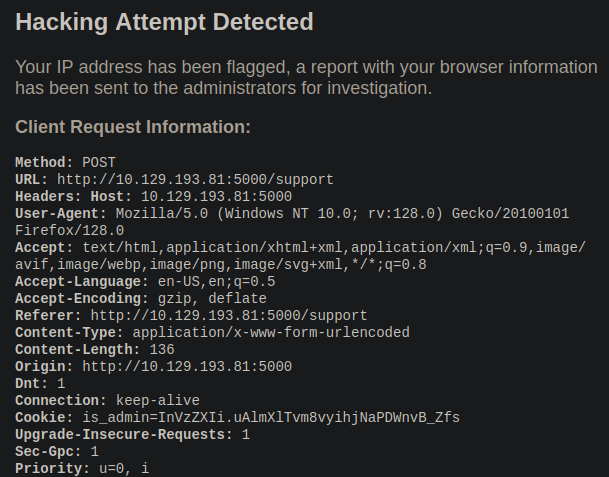 Hacking Attempt Detected
Your IP address has been flagged, a report with your browser information
has been sent to the administrators for investigation.
Client Request Information:
Method: POST
URL: http://10.129.193.81:5000/support
Headers: Host: 10.129.193.81:5000
User-Agent: Mozilla/5.0 (Windows NT 10.0; rv:128.0) Gecko/20100101
Firefox/128.0
Accept: text/html,application/xhtml+xml,application/xml;q=0.9,image/
avif,image/webp,image/png,image/svg+xml,*/*;q=0.8
Accept-Language: en-US,en;q=0.5
Accept-Encoding: gzip, deflate
Referer: http://10.129.193.81:5000/support
Content-Type: application/x-www-form-urlencoded
Content-Length: 136
Origin: http://10.129.193.81:5000
Dnt: 1
Connection: keep-alive
Cookie: is_admin=InVzZXIi.uAlmXlTvm8vyihjNaPDWnvB_Zfs
Upgrade-Insecure-Requests: 1
Sec-Gpc: 1
Priority: u=0, i